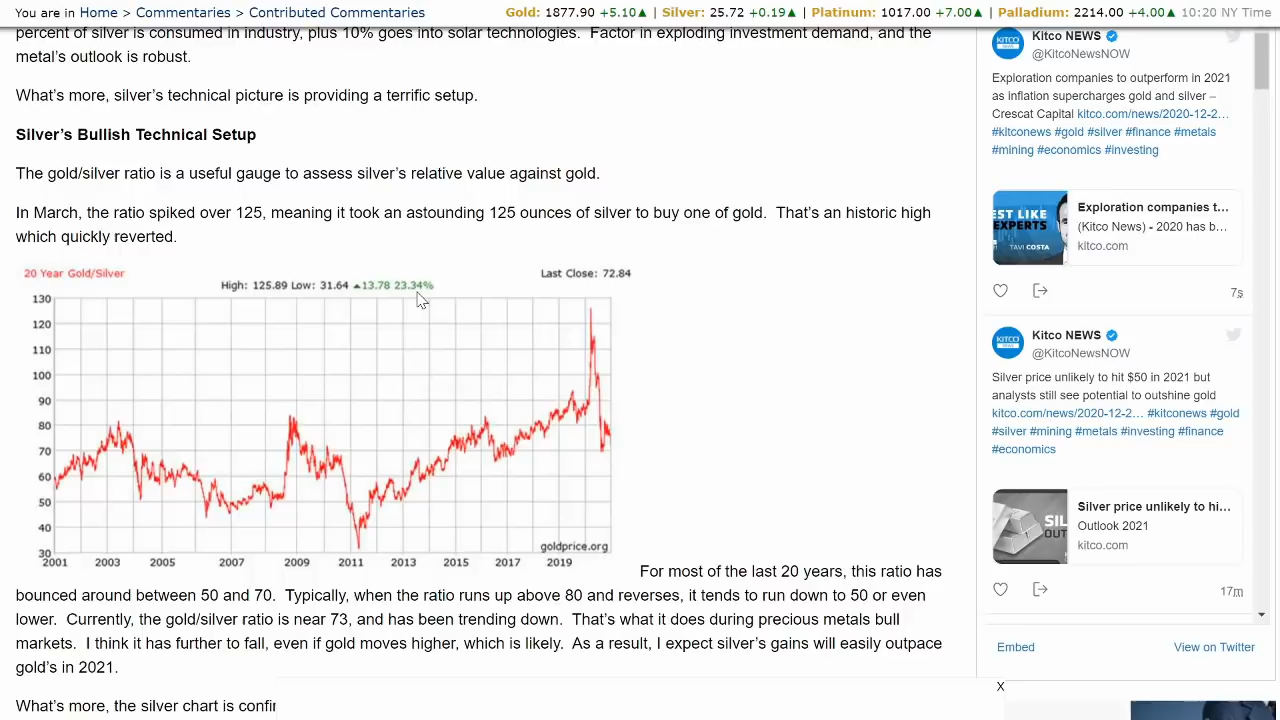 You are in Home > Commentaries > Contributed Commentaries
Gold: 1877.90 +5.10▲ | Silver: 25.72 +0.19▲ | Platinum: 1017.00 +7.00▲ | Palladium: 2214.00 +4.00▲ 10:20 NY Time
percent of silver is consumed in industry, plus 10% goes into solar technologies. Factor in exploding investment demand, and the
metal's outlook is robust.
What's more, silver's technical picture is providing a terrific setup.
Silver's Bullish Technical Setup
The gold/silver ratio is a useful gauge to assess silver's relative value against gold.
In March, the ratio spiked over 125, meaning it took an astounding 125 ounces of silver to buy one of gold. That's an historic high
which quickly reverted.
20 Year Gold/Silver
High: 125.89 Low: 31.64 ▲13.78 23.34%
Last Close: 72.84
130
120
110
100
90
80
70
60
50
40
30
2001 2003 2005 2007 2009 2011 2013 2015 2017 2019
goldprice.org
For most of the last 20 years, this ratio has
bounced around between 50 and 70. Typically, when the ratio runs up above 80 and reverses, it tends to run down to 50 or even
lower. Currently, the gold/silver ratio is near 73, and has been trending down. That's what it does during precious metals bull
markets. I think it has further to fall, even if gold moves higher, which is likely. As a result, I expect silver's gains will easily outpace
gold's in 2021.
What's more, the silver chart is confir
KITCO
NEWS
Kitco NEWS
@KitcoNewsNOW
Exploration companies to outperform in 2021
as inflation supercharges gold and silver –
Crescat Capital kitco.com/news/2020-12-2…
#kitconews #gold #silver #finance #metals
#mining #economics #investing
EST LIKE
EXPERTS
TAVI COSTA
Exploration companies t...
(Kitco News) - 2020 has b...
kitco.com
7s
KITCO
NEWS
Kitco NEWS
@KitcoNewsNOW
Silver price unlikely to hit $50 in 2021 but
analysts still see potential to outshine gold
kitco.com/news/2020-12-2… #kitconews #gold
#silver #mining #metals #investing #finance
#economics
SIL
OUT
Silver price unlikely to hi...
Outlook 2021
kitco.com
17m
Embed
View on Twitter
X